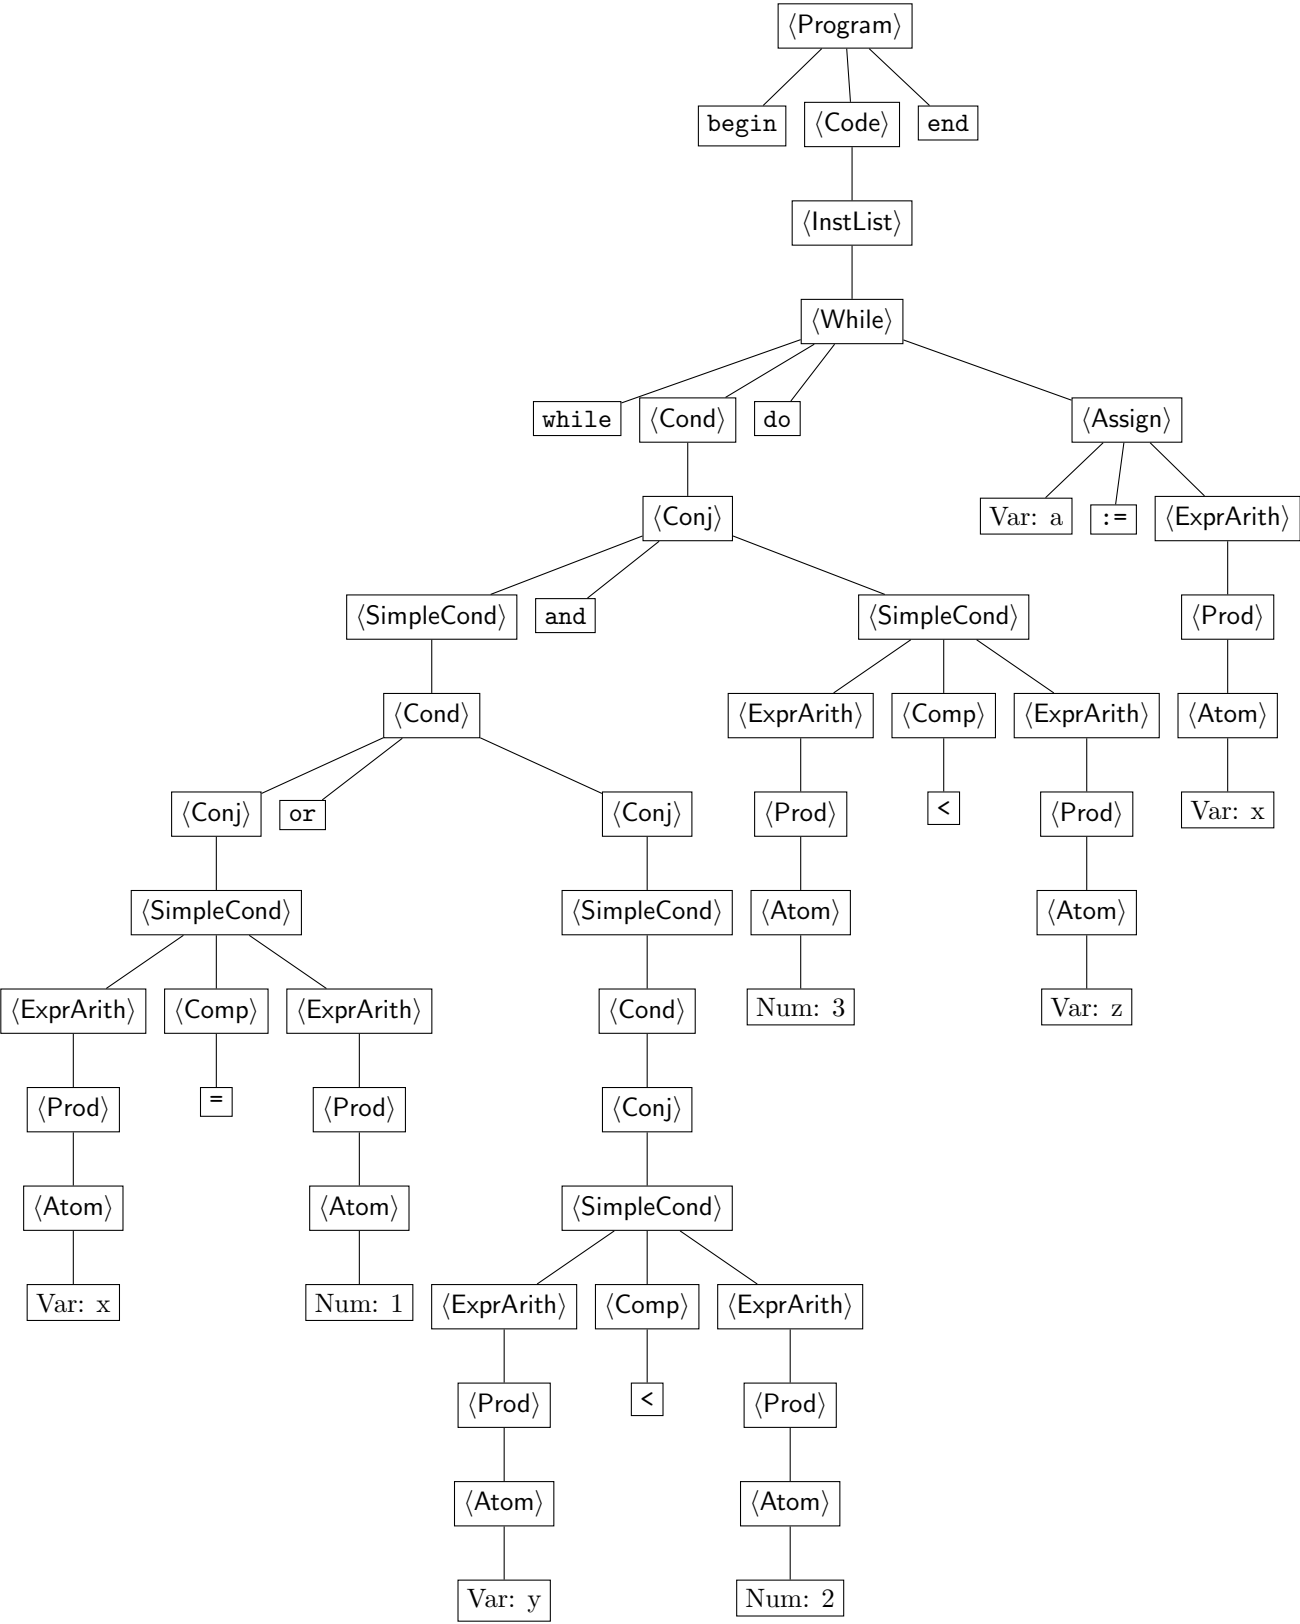 ⟨Program⟩
begin ⟨Code⟩ end
⟨InstList⟩
⟨While⟩
while ⟨Cond⟩ do ⟨Assign⟩
⟨Conj⟩ Var: a := ⟨ExprArith⟩
⟨SimpleCond⟩ and ⟨SimpleCond⟩ ⟨Prod⟩
⟨Cond⟩ ⟨ExprArith⟩ ⟨Comp⟩ ⟨ExprArith⟩ ⟨Atom⟩
⟨Conj⟩ or ⟨Conj⟩ ⟨Prod⟩ < ⟨Prod⟩ Var: x
⟨SimpleCond⟩ ⟨SimpleCond⟩ ⟨Atom⟩ ⟨Atom⟩
⟨ExprArith⟩ ⟨Comp⟩ ⟨ExprArith⟩ ⟨Cond⟩ Num: 3 Var: z
⟨Prod⟩ = ⟨Prod⟩ ⟨Conj⟩
⟨Atom⟩ ⟨Atom⟩ ⟨SimpleCond⟩
Var: x Num: 1 ⟨ExprArith⟩ ⟨Comp⟩ ⟨ExprArith⟩
⟨Prod⟩ < ⟨Prod⟩
⟨Atom⟩ ⟨Atom⟩
Var: y Num: 2